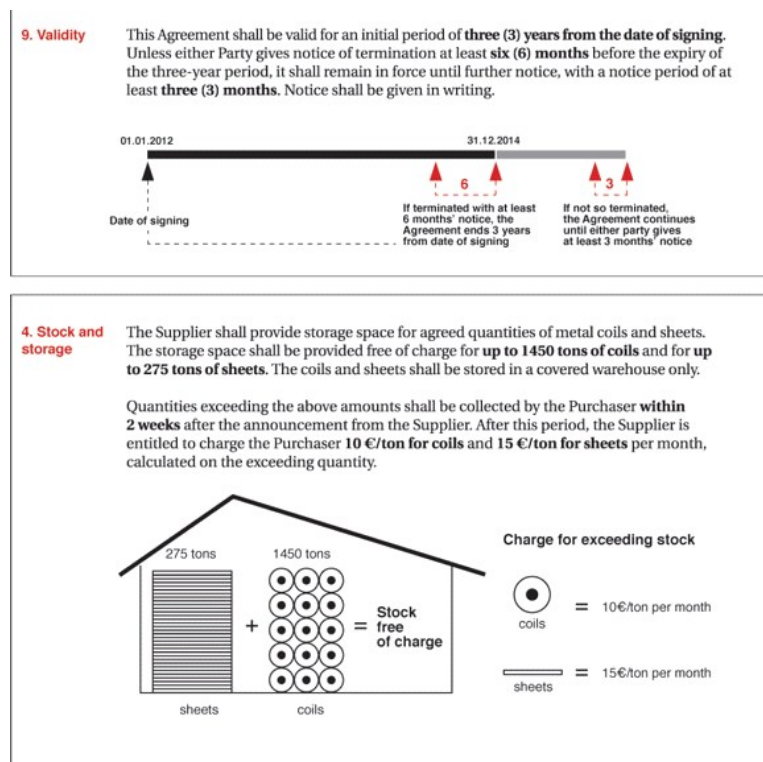 9. Validity
This Agreement shall be valid for an initial period of three (3) years from the date of signing.
Unless either Party gives notice of termination at least six (6) months before the expiry of
the three-year period, it shall remain in force until further notice, with a notice period of at
least three (3) months. Notice shall be given in writing.
01.01.2012
31.12.2014
6
3
Date of signing
If terminated with at least
6 months' notice, the
Agreement ends 3 years
from date of signing
If not so terminated,
the Agreement continues
until either party gives
at least 3 months' notice
4. Stock and
storage
The Supplier shall provide storage space for agreed quantities of metal coils and sheets.
The storage space shall be provided free of charge for up to 1450 tons of coils and for up
to 275 tons of sheets. The coils and sheets shall be stored in a covered warehouse only.
Quantities exceeding the above amounts shall be collected by the Purchaser within
2 weeks after the announcement from the Supplier. After this period, the Supplier is
entitled to charge the Purchaser 10 €/ton for coils and 15 €/ton for sheets per month,
calculated on the exceeding quantity.
275 tons
1450 tons
+
= Stock
free
of charge
sheets
coils
Charge for exceeding stock
= 10€/ton per month
coils
= 15€/ton per month
sheets